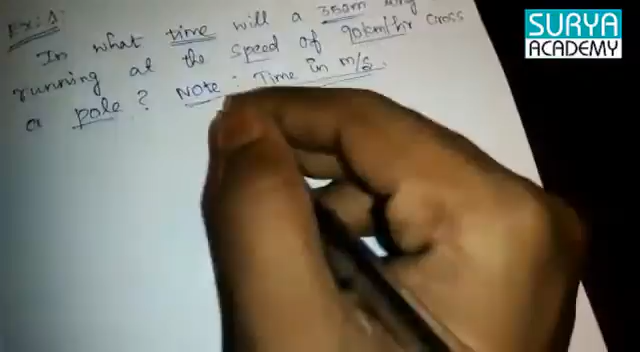 Ex: 1:
In what time will a 350m long
running at the speed of 90km/hr cross
a pole? Note: Time in m/s.
SURYA
ACADEMY